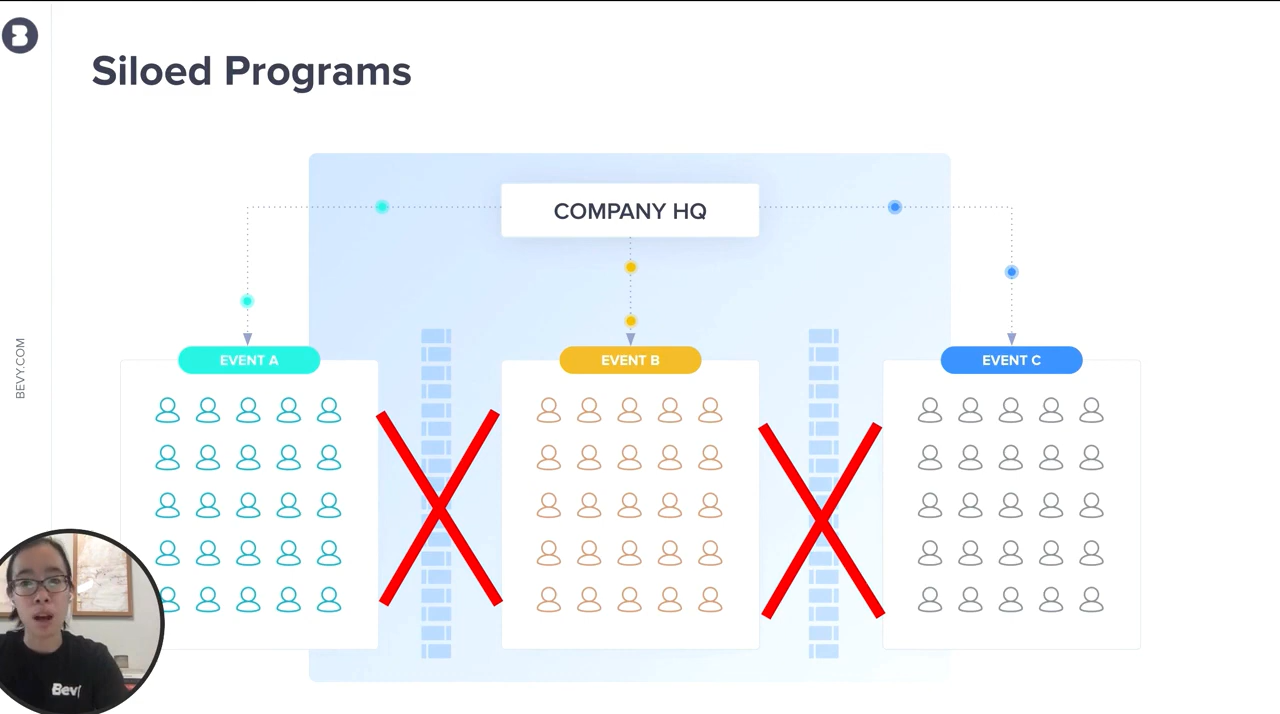 Siloed Programs
COMPANY HQ
EVENT A
EVENT B
EVENT C
BEVY.COM
Bevy